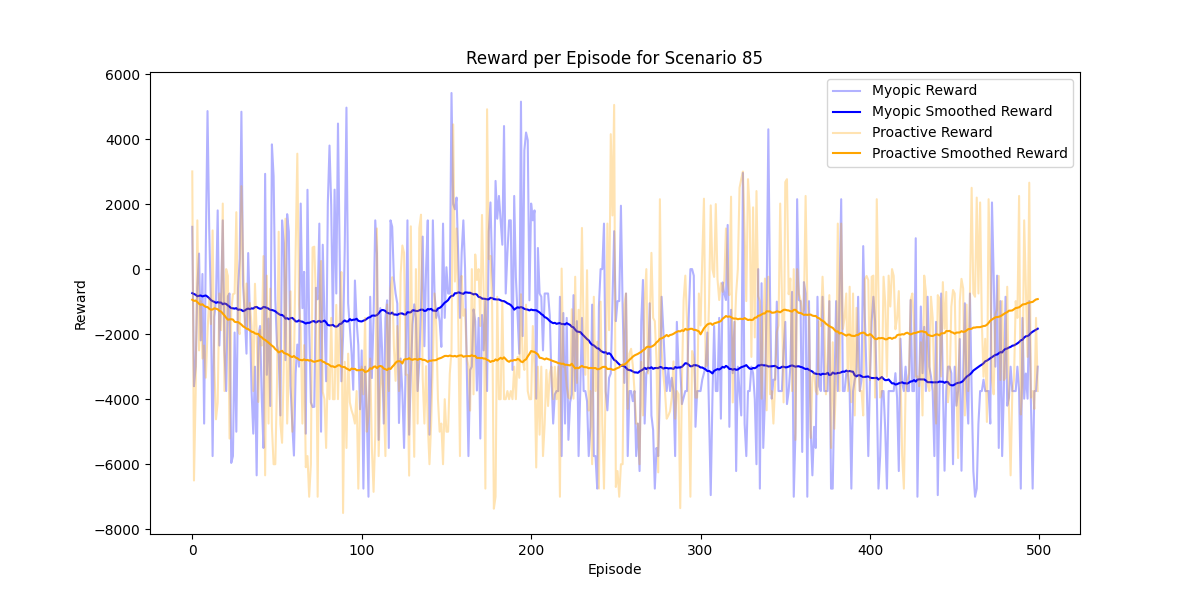 Reward per Episode for Scenario 85
Myopic Reward
Myopic Smoothed Reward
Proactive Reward
Proactive Smoothed Reward
Reward
6000
4000
2000
0
−2000
−4000
−6000
−8000
0 100 200 300 400 500
Episode